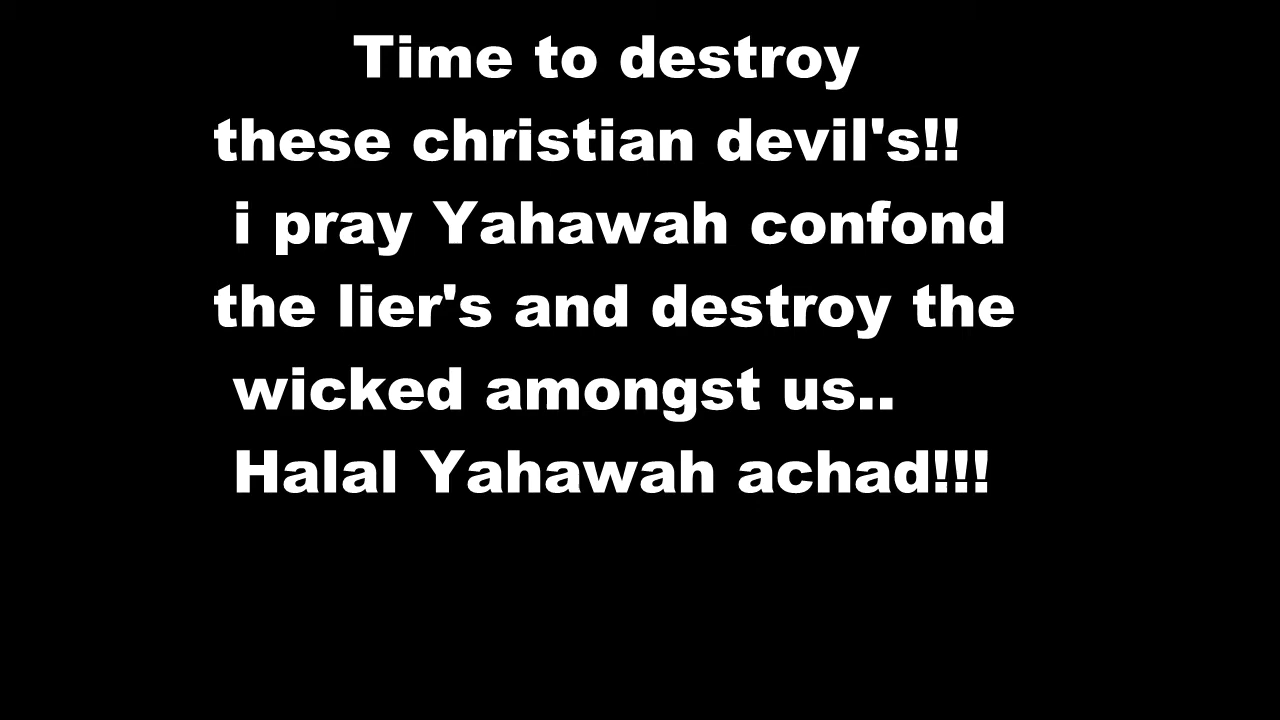 Time to destroy
these christian devil's!!
i pray Yahawah confond
the lier's and destroy the
wicked amongst us..
Halal Yahawah achad!!!